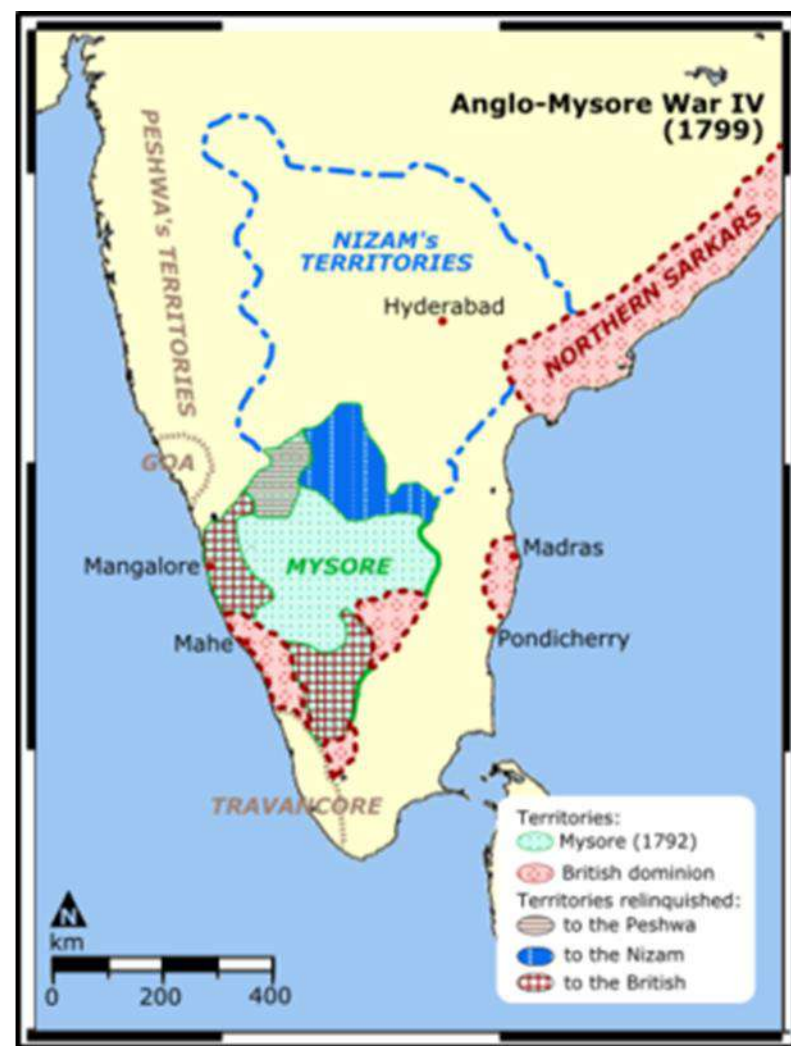 Anglo-Mysore War IV
(1799)
PESHWA's TERRITORIES
NIZAM's
TERRITORIES
Hyderabad
NORTHERN SARKARS
GOA
Mangalore
MYSORE
Madras
Mahe
Pondicherry
TRAVANCORE
Territories:
Mysore (1792)
British dominion
Territories relinquished:
to the Peshwa
to the Nizam
to the British
N
km
0 200 400